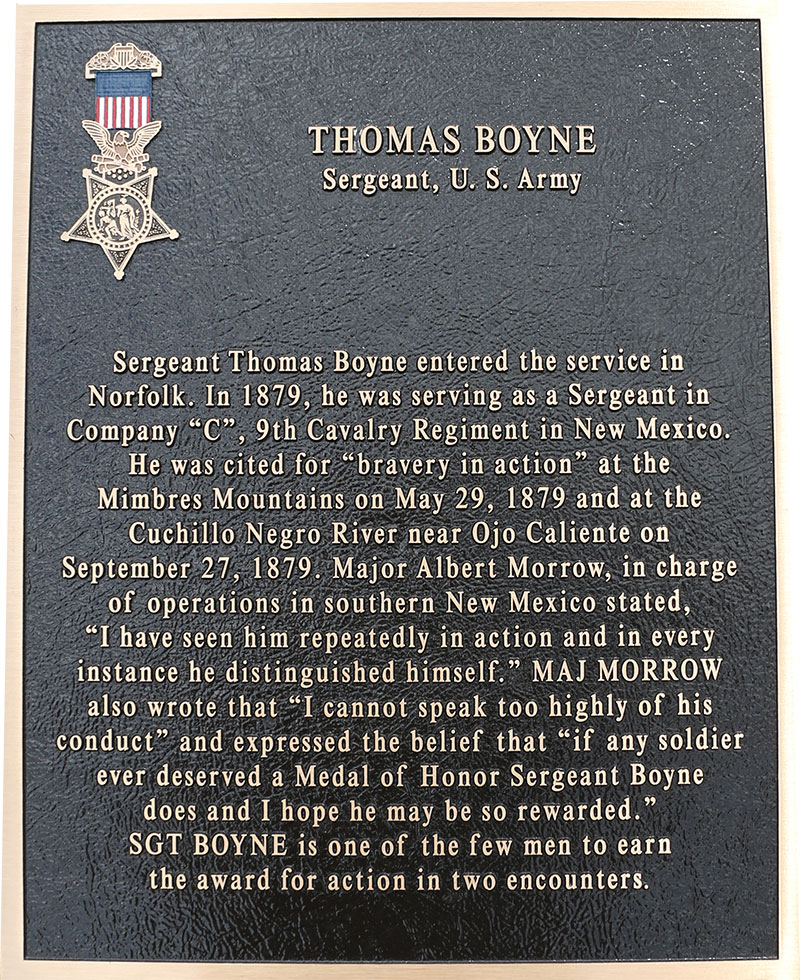 THOMAS BOYNE
Sergeant, U. S. Army
Sergeant Thomas Boyne entered the service in
Norfolk. In 1879, he was serving as a Sergeant in
Company “C”, 9th Cavalry Regiment in New Mexico.
He was cited for “bravery in action” at the
Mimbres Mountains on May 29, 1879 and at the
Cuchillo Negro River near Ojo Caliente on
September 27, 1879. Major Albert Morrow, in charge
of operations in southern New Mexico stated,
“I have seen him repeatedly in action and in every
instance he distinguished himself.” MAJ MORROW
also wrote that “I cannot speak too highly of his
conduct” and expressed the belief that “if any soldier
ever deserved a Medal of Honor Sergeant Boyne
does and I hope he may be so rewarded.”
SGT BOYNE is one of the few men to earn
the award for action in two encounters.